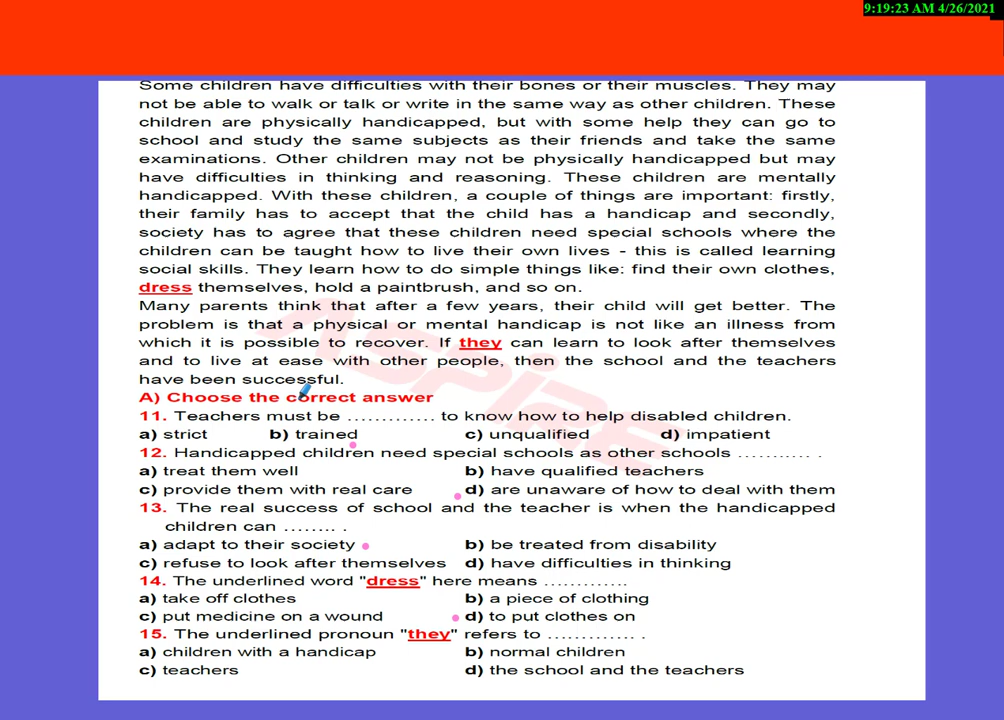 9:19:23 AM 4/26/2021
Some children have difficulties with their bones or their muscles. They may
not be able to walk or talk or write in the same way as other children. These
children are physically handicapped, but with some help they can go to
school and study the same subjects as their friends and take the same
examinations. Other children may not be physically handicapped but may
have difficulties in thinking and reasoning. These children are mentally
handicapped. With these children, a couple of things are important: firstly,
their family has to accept that the child has a handicap and secondly,
society has to agree that these children need special schools where the
children can be taught how to live their own lives - this is called learning
social skills. They learn how to do simple things like: find their own clothes,
dress themselves, hold a paintbrush, and so on.
Many parents think that after a few years, their child will get better. The
problem is that a physical or mental handicap is not like an illness from
which it is possible to recover. If they can learn to look after themselves
and to live at ease with other people, then the school and the teachers
have been successful.
ASPIRE
A) Choose the correct answer
11. Teachers must be ………… to know how to help disabled children.
a) strict b) trained c) unqualified d) impatient
12. Handicapped children need special schools as other schools ……….. .
a) treat them well b) have qualified teachers
c) provide them with real care d) are unaware of how to deal with them
13. The real success of school and the teacher is when the handicapped
children can …….. .
a) adapt to their society b) be treated from disability
c) refuse to look after themselves d) have difficulties in thinking
14. The underlined word "dress" here means ………….
a) take off clothes b) a piece of clothing
c) put medicine on a wound d) to put clothes on
15. The underlined pronoun "they" refers to …………. .
a) children with a handicap b) normal children
c) teachers d) the school and the teachers